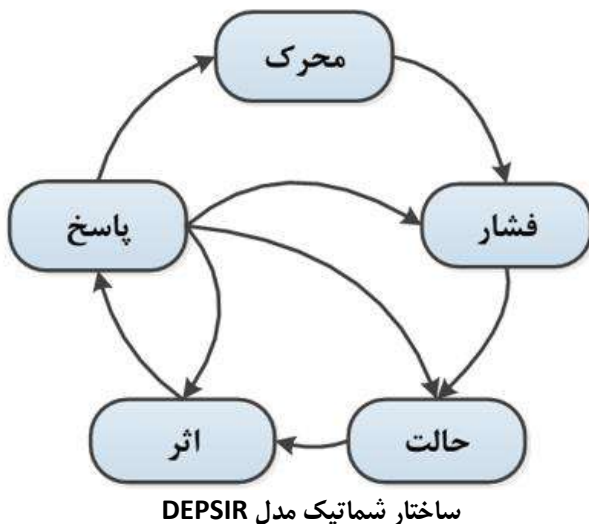 محرک
پاسخ
فشار
اثر
حالت
ساختار شماتیک مدل DEPSIR